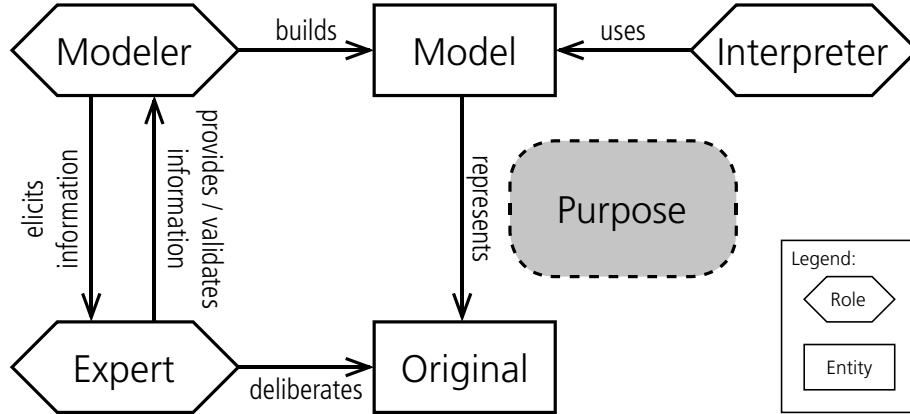 Modeler
builds
Model
uses
Interpreter
elicits
information
provides / validates
information
represents
Purpose
Legend:
Role
Entity
Expert
deliberates
Original